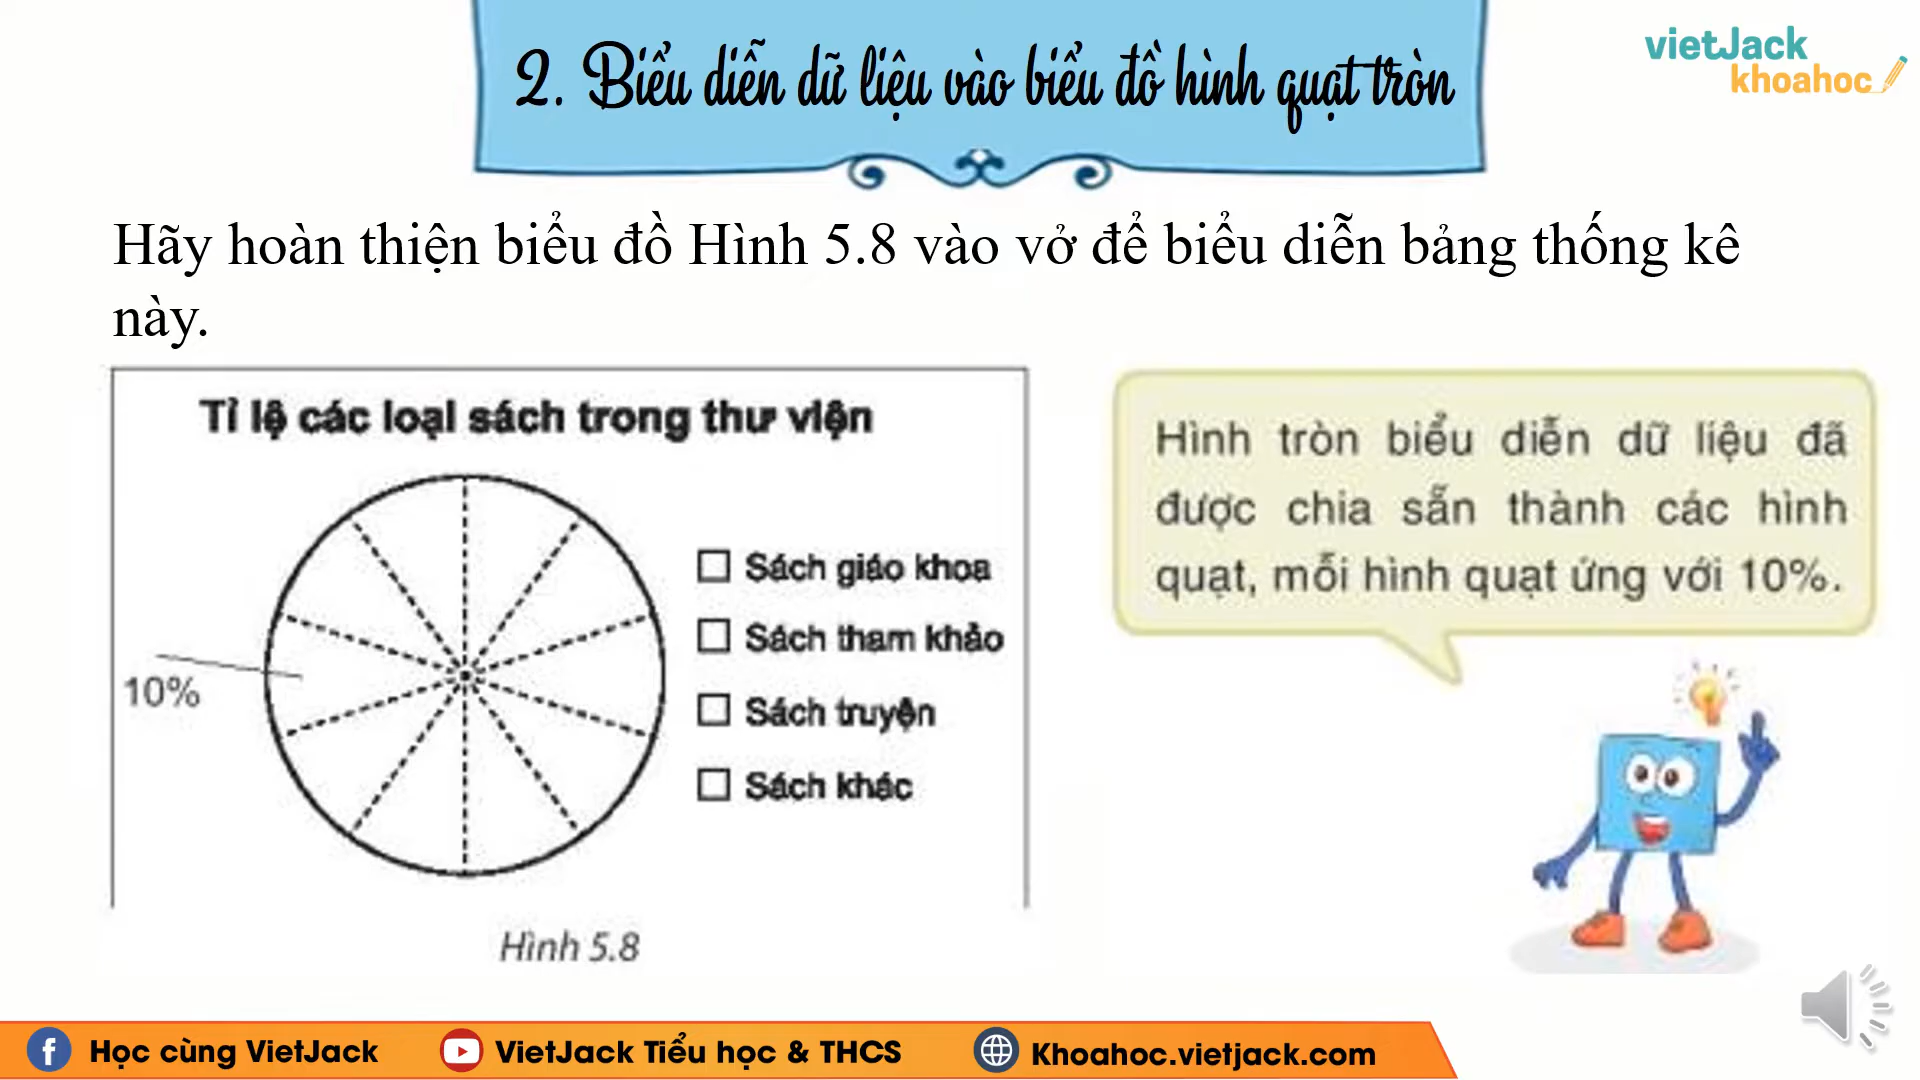 2. Biểu diễn dữ liệu vào biểu đồ hình quạt tròn
vietJack
khoahoc
Hãy hoàn thiện biểu đồ Hình 5.8 vào vở để biểu diễn bảng thống kê
này.
Tỉ lệ các loại sách trong thư viện
10%
Sách giáo khoa
Sách tham khảo
Sách truyện
Sách khác
Hình 5.8
Hình tròn biểu diễn dữ liệu đã
được chia sẵn thành các hình
quạt, mỗi hình quạt ứng với 10%.
Học cùng VietJack
VietJack Tiểu học & THCS
Khoahoc.vietjack.com